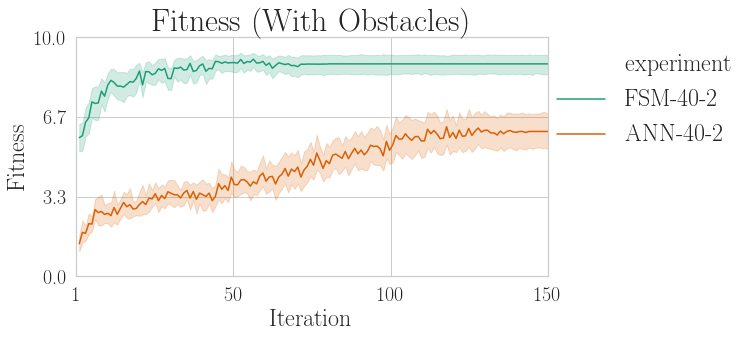 Fitness (With Obstacles)
10.0
6.7
3.3
0.0
Fitness
1
50
100
150
Iteration
experiment
FSM-40-2
ANN-40-2